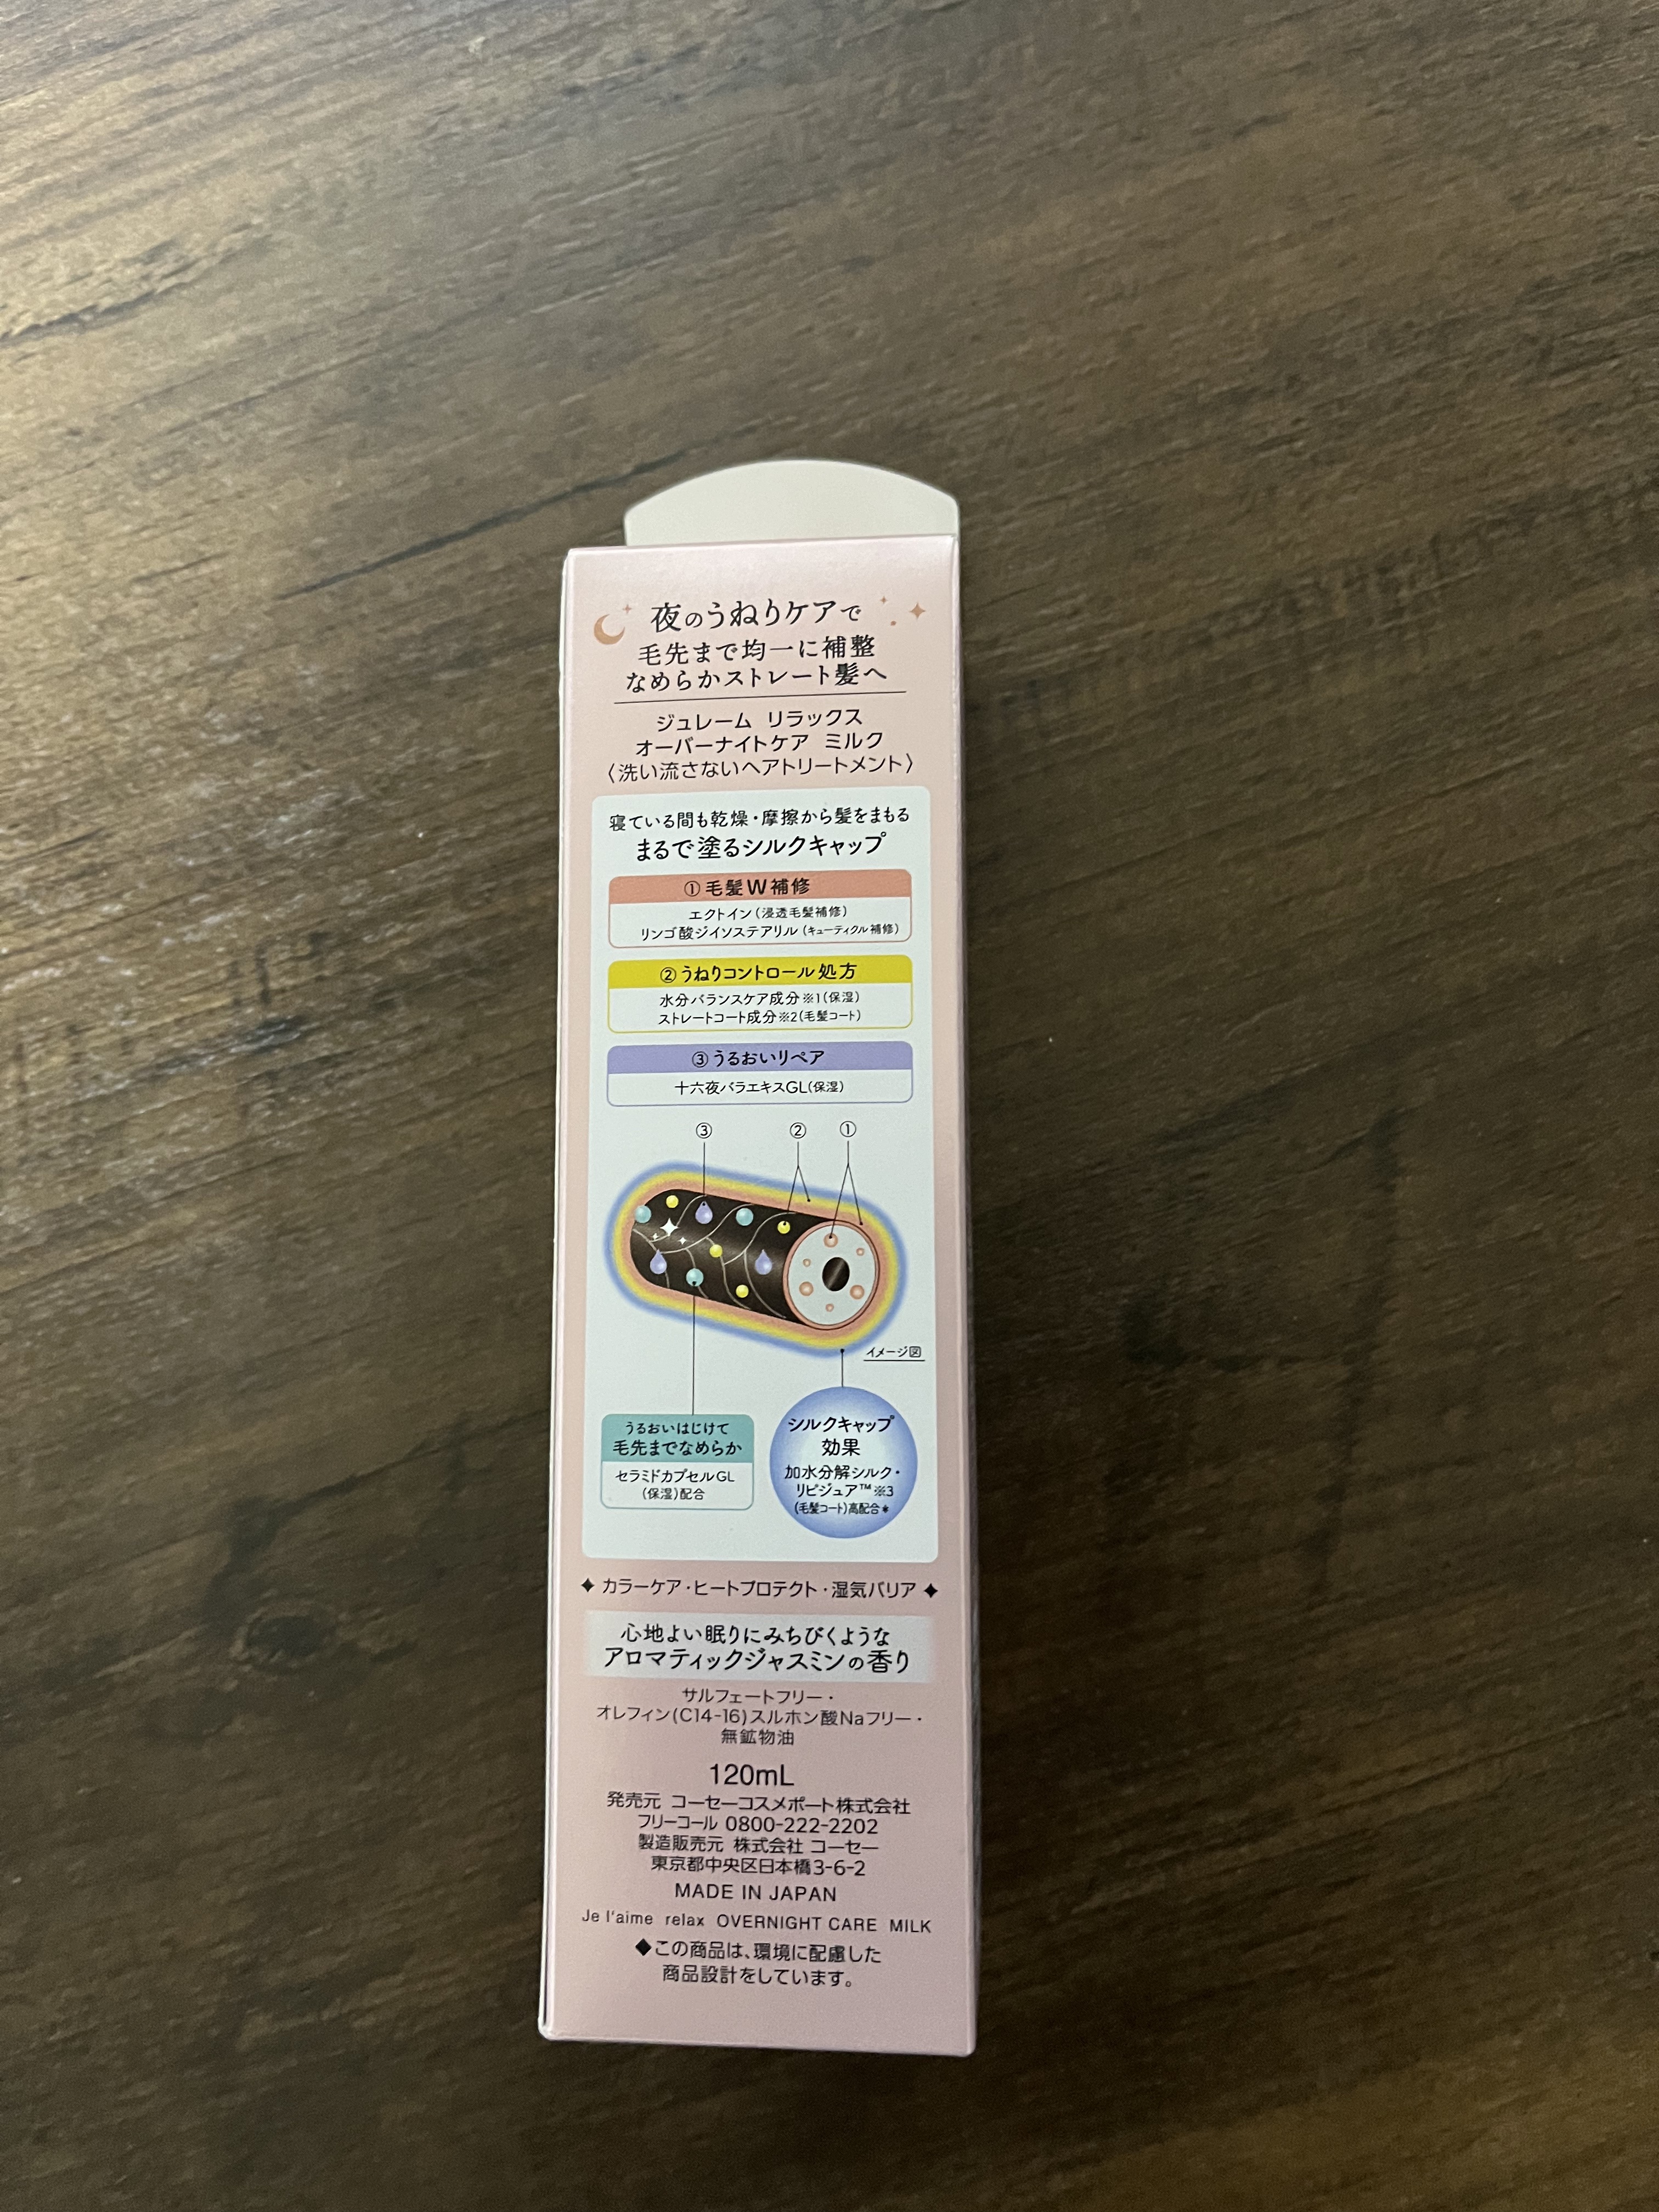 夜のうねりケアで
毛先まで均一に補整
なめらかストレート髪へ
ジュレーム リラックス
オーバーナイトケア ミルク
〈洗い流さないヘアトリートメント〉
寝ている間も乾燥・摩擦から髪をまもる
まるで塗るシルクキャップ
①毛髪W補修
エクトイン(浸透毛髪補修)
リンゴ酸ジイソステアリル(キューティクル補修)
②うねりコントロール処方
水分バランスケア成分※1(保湿)
ストレートコート成分※2(毛髪コート)
③うるおいリペア
十六夜バラエキスGL(保湿)
③ ② ①
イメージ図
うるおいはじけて
毛先までなめらか
セラミドカプセルGL
(保湿)配合
シルクキャップ
効果
加水分解シルク・
リピジュア™※3
(毛髪コート)高配合*
✦ カラーケア・ヒートプロテクト・湿気バリア ✦
心地よい眠りにみちびくような
アロマティックジャスミンの香り
サルフェートフリー・
オレフィン(C14-16)スルホン酸Naフリー・
無鉱物油
120mL
発売元 コーセーコスメポート株式会社
フリーコール 0800-222-2202
製造販売元 株式会社 コーセー
東京都中央区日本橋3-6-2
MADE IN JAPAN
Je l'aime relax OVERNIGHT CARE MILK
◆この商品は、環境に配慮した
商品設計をしています。